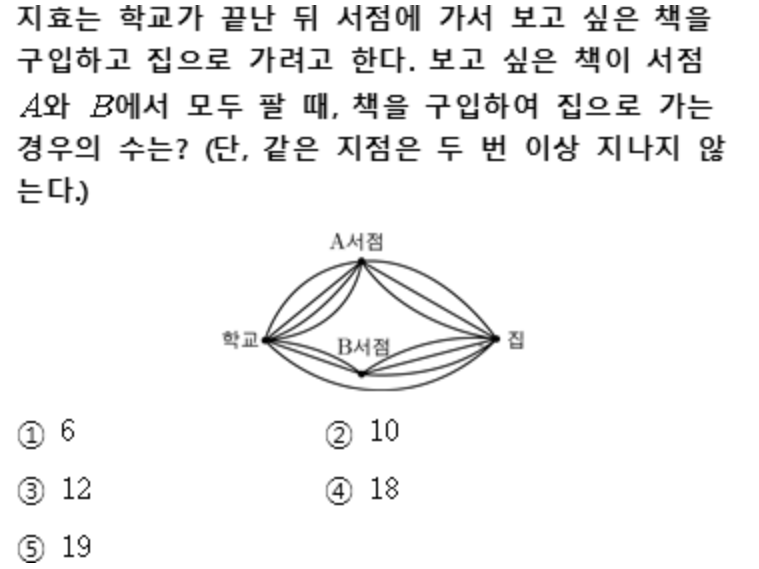 지효는 학교가 끝난 뒤 서점에 가서 보고 싶은 책을
구입하고 집으로 가려고 한다. 보고 싶은 책이 서점
A와 B에서 모두 팔 때, 책을 구입하여 집으로 가는
경우의 수는? (단, 같은 지점은 두 번 이상 지나지 않
는다.)
A서점
학교
B서점
집
① 6
② 10
③ 12
④ 18
⑤ 19